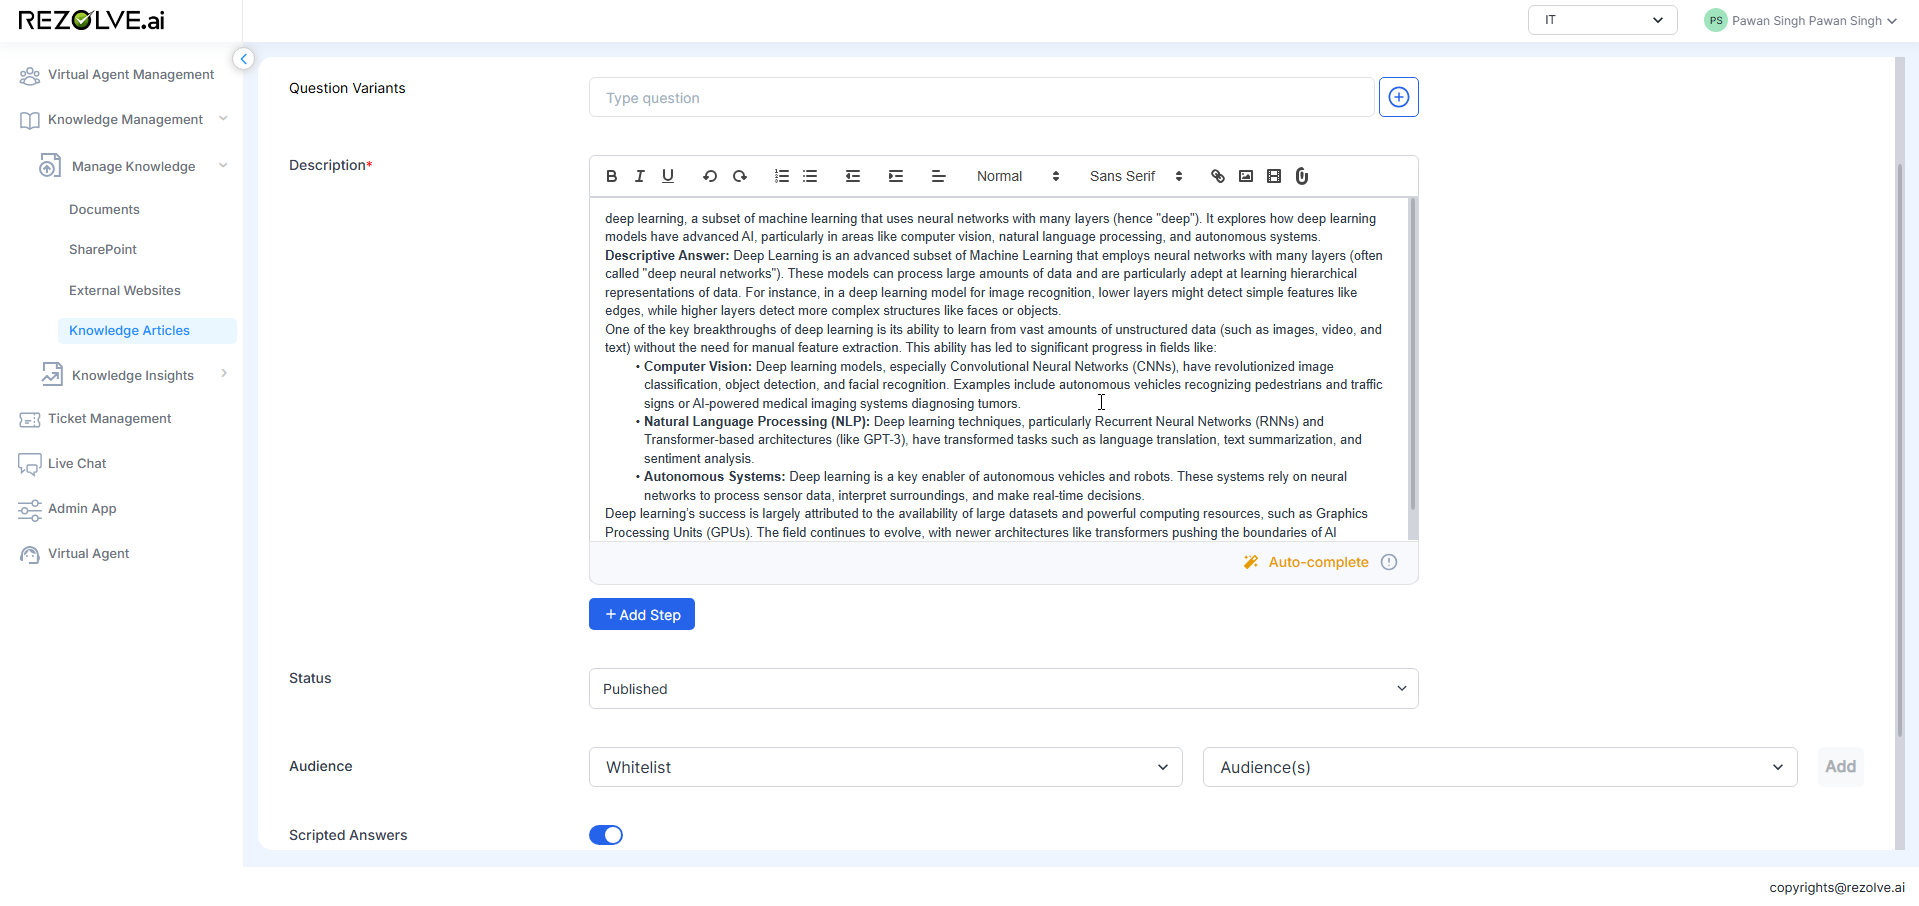 REZOLVE.ai
IT
PS
Pawan Singh Pawan Singh
Virtual Agent Management
Knowledge Management
Manage Knowledge
Documents
SharePoint
External Websites
Knowledge Articles
Knowledge Insights
Ticket Management
Live Chat
Admin App
Virtual Agent
Question Variants
Type question
Description*
B I U
Normal
Sans Serif
deep learning, a subset of machine learning that uses neural networks with many layers (hence "deep"). It explores how deep learning
models have advanced AI, particularly in areas like computer vision, natural language processing, and autonomous systems.
Descriptive Answer: Deep Learning is an advanced subset of Machine Learning that employs neural networks with many layers (often
called "deep neural networks"). These models can process large amounts of data and are particularly adept at learning hierarchical
representations of data. For instance, in a deep learning model for image recognition, lower layers might detect simple features like
edges, while higher layers detect more complex structures like faces or objects.
One of the key breakthroughs of deep learning is its ability to learn from vast amounts of unstructured data (such as images, video, and
text) without the need for manual feature extraction. This ability has led to significant progress in fields like:
• Computer Vision: Deep learning models, especially Convolutional Neural Networks (CNNs), have revolutionized image
classification, object detection, and facial recognition. Examples include autonomous vehicles recognizing pedestrians and traffic
signs or AI-powered medical imaging systems diagnosing tumors.
• Natural Language Processing (NLP): Deep learning techniques, particularly Recurrent Neural Networks (RNNs) and
Transformer-based architectures (like GPT-3), have transformed tasks such as language translation, text summarization, and
sentiment analysis.
• Autonomous Systems: Deep learning is a key enabler of autonomous vehicles and robots. These systems rely on neural
networks to process sensor data, interpret surroundings, and make real-time decisions.
Deep learning’s success is largely attributed to the availability of large datasets and powerful computing resources, such as Graphics
Processing Units (GPUs). The field continues to evolve, with newer architectures like transformers pushing the boundaries of AI
Auto-complete
+ Add Step
Status
Published
Audience
Whitelist
Audience(s)
Add
Scripted Answers
copyrights@rezolve.ai